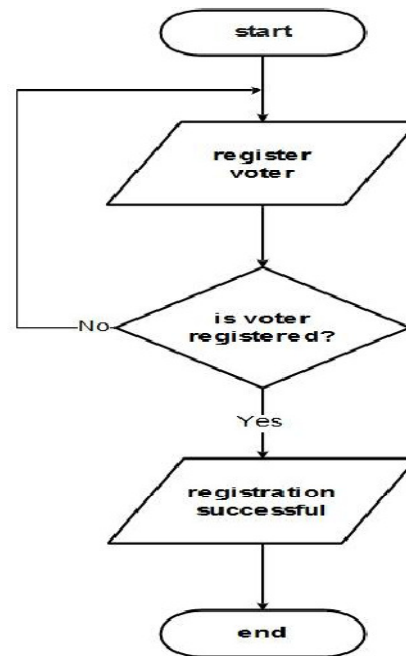 start
register
voter
is voter
registered?
No
Yes
registration
successful
end